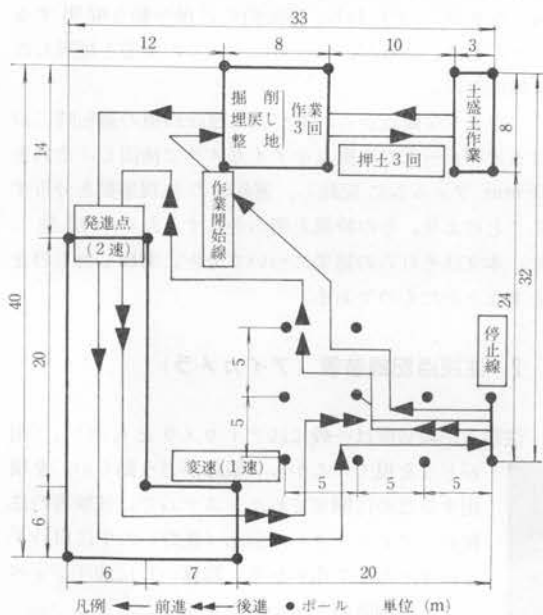 33
12
8
10
3
掘削
埋戻し
整地
作業
3回
土盛土作業
押土3回
8
14
作業開始線
発進点
(2速)
24
32
40
20
停止線
5
5
変速(1速)
5
5
5
6
6
7
20
凡例 前進 後進 ポール 単位(m)